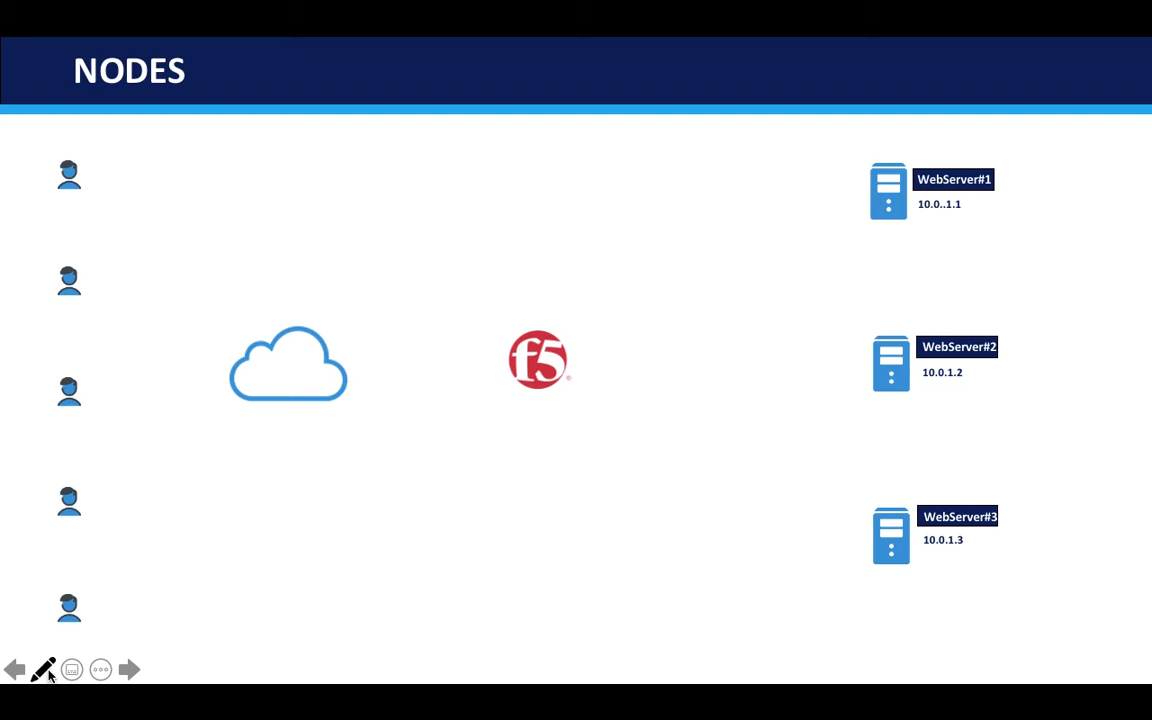 NODES
WebServer#1
10.0..1.1
f5
®
WebServer#2
10.0.1.2
WebServer#3
10.0.1.3